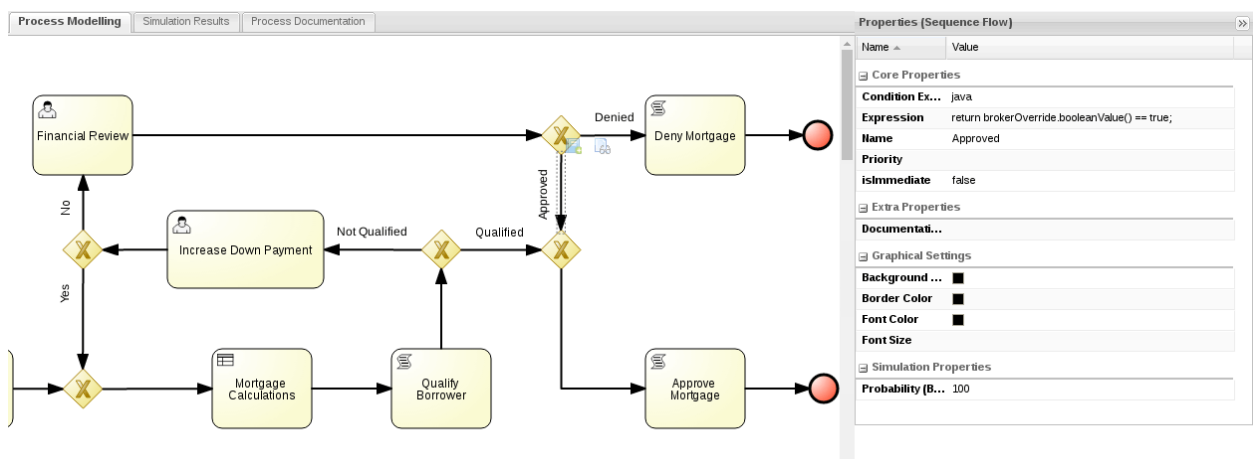 Process Modelling
Simulation Results
Process Documentation
Properties (Sequence Flow)
Name
Value
Core Properties
Condition Ex... java
Expression return brokerOverride.booleanValue() == true;
Name Approved
Priority
isImmediate false
Extra Properties
Documentati...
Graphical Settings
Background ...
Border Color
Font Color
Font Size
Simulation Properties
Probability (B... 100
Financial Review
Denied
Deny Mortgage
Approved
No
Increase Down Payment
Not Qualified
Qualified
Yes
Mortgage
Calculations
Qualify
Borrower
Approve
Mortgage